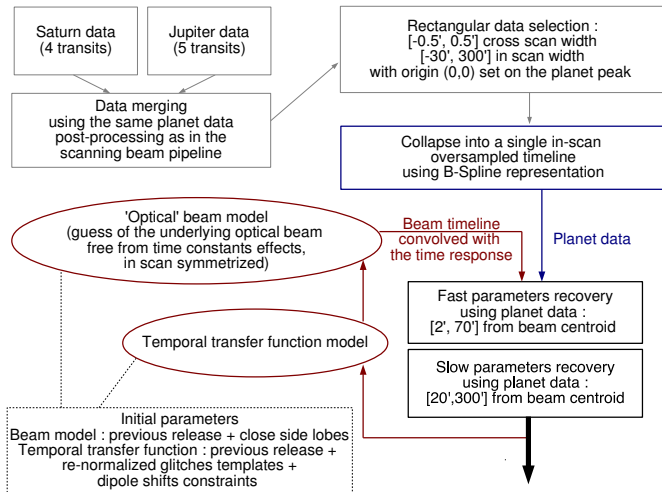 Saturn data
(4 transits)
Jupiter data
(5 transits)
Rectangular data selection :
[-0.5', 0.5'] cross scan width
[-30', 300'] in scan width
with origin (0,0) set on the planet peak
Data merging
using the same planet data
post-processing as in the
scanning beam pipeline
Collapse into a single in-scan
oversampled timeline
using B-Spline representation
'Optical' beam model
(guess of the underlying optical beam
free from time constants effects,
in scan symmetrized)
Beam timeline
convolved with
the time response
Planet data
Fast parameters recovery
using planet data :
[2', 70'] from beam centroid
Temporal transfer function model
Slow parameters recovery
using planet data :
[20',300'] from beam centroid
Initial parameters
Beam model : previous release + close side lobes
Temporal transfer function : previous release +
re-normalized glitches templates +
dipole shifts constraints